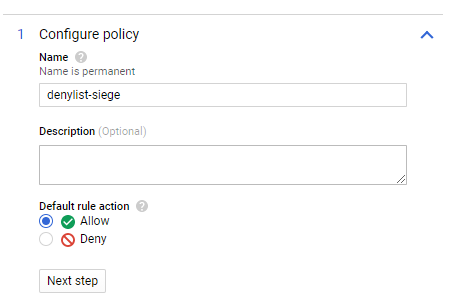 1 Configure policy
Name ?
Name is permanent
denylist-siege
Description (Optional)
Default rule action ?
Allow
Deny
Next step